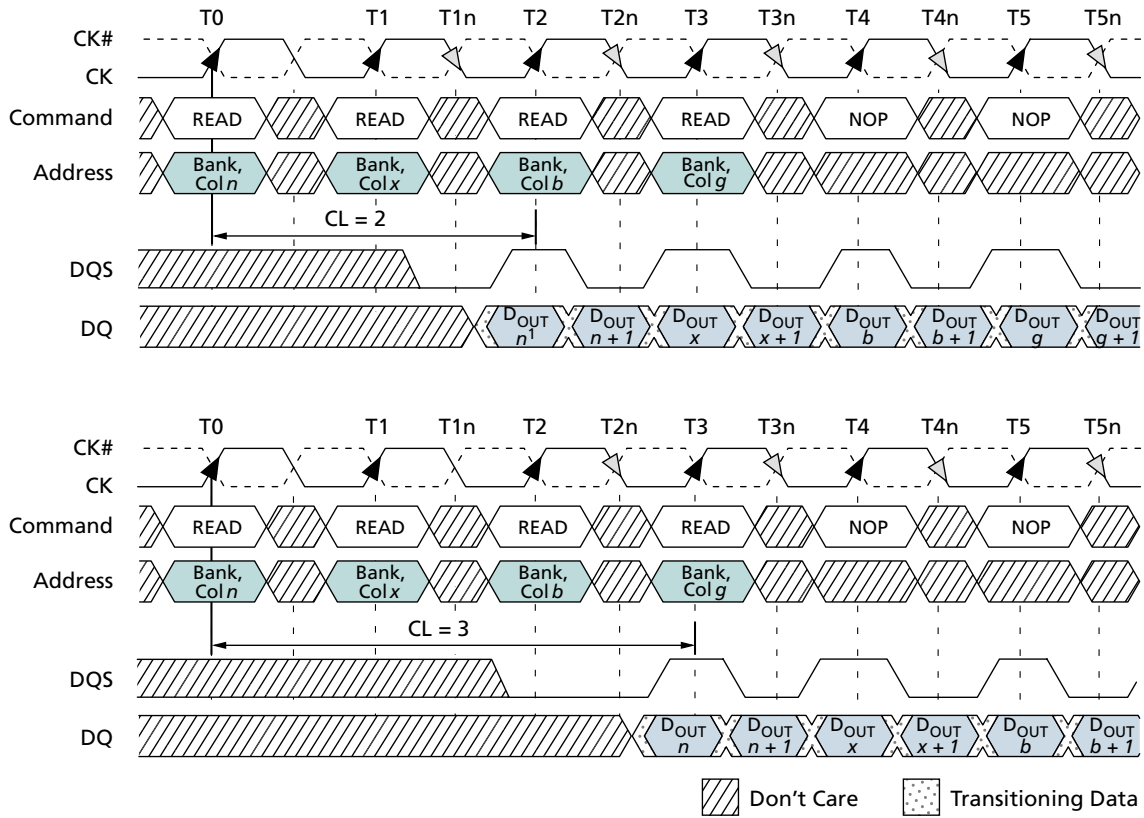 T0 T1 T1n T2 T2n T3 T3n T4 T4n T5 T5n
CK#
CK
Command READ READ READ READ NOP NOP
Address Bank, Col n Bank, Col x Bank, Col b Bank, Col g
CL = 2
DQS
DQ DOUT n1 DOUT n + 1 DOUT x DOUT x + 1 DOUT b DOUT b + 1 DOUT g DOUT g + 1
T0 T1 T1n T2 T2n T3 T3n T4 T4n T5 T5n
CK#
CK
Command READ READ READ READ NOP NOP
Address Bank, Col n Bank, Col x Bank, Col b Bank, Col g
CL = 3
DQS
DQ DOUT n DOUT n + 1 DOUT x DOUT x + 1 DOUT b DOUT b + 1
Don't Care Transitioning Data